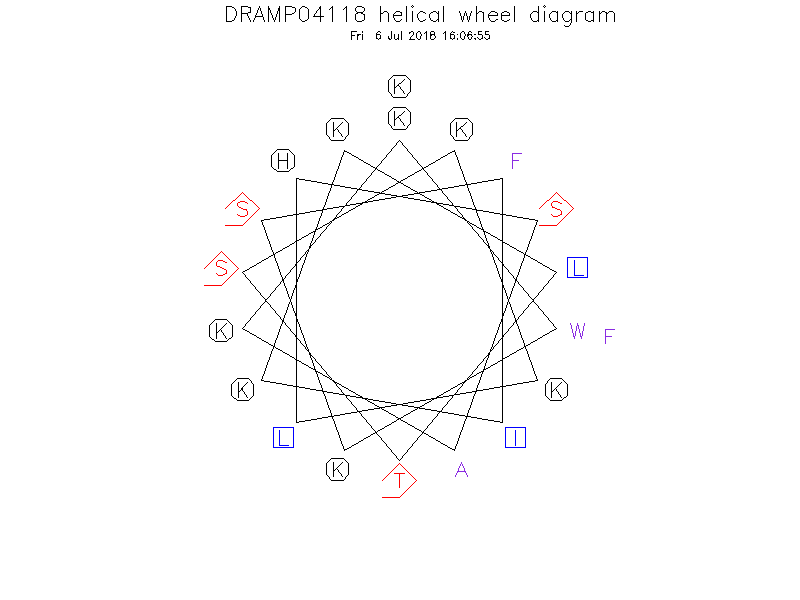 DRAMP04118 helical wheel diagram
Fri 6 Jul 2018 16:06:55
K
K
K K
H F
S S
S L
K W F
K K
L I
K A
T